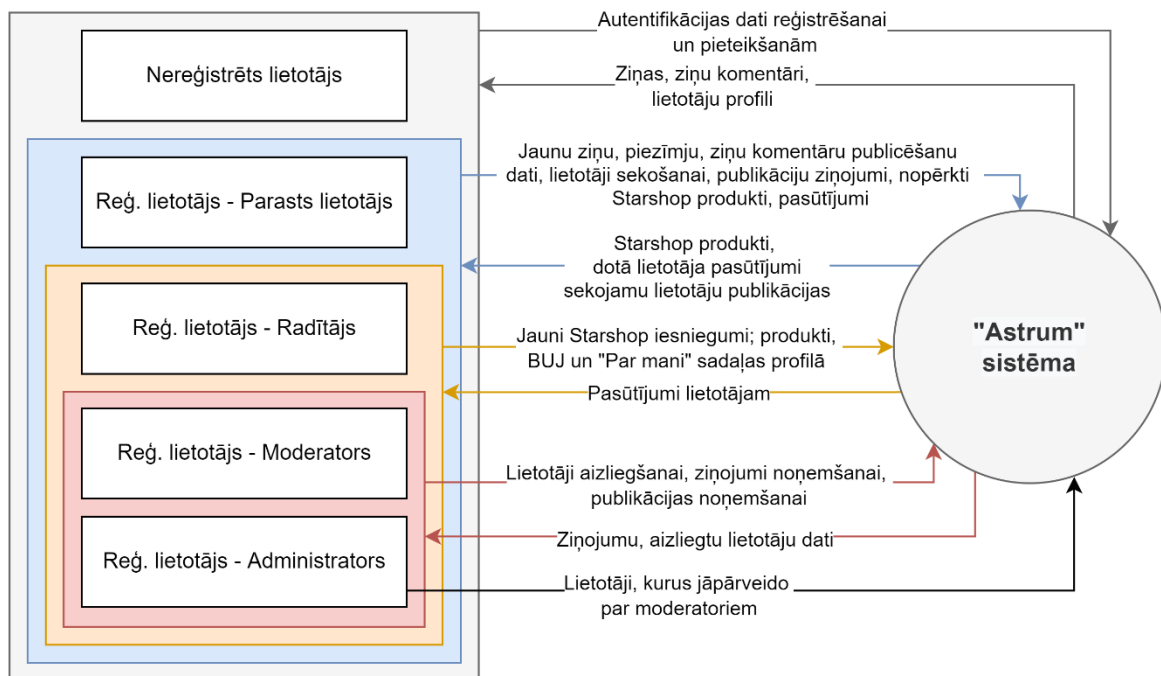 Nereģistrēts lietotājs
Reģ. lietotājs - Parasts lietotājs
Reģ. lietotājs - Radītājs
Reģ. lietotājs - Moderators
Reģ. lietotājs - Administrators
Autentifikācijas dati reģistrēšanai
un pieteikšanām
Ziņas, ziņu komentāri,
lietotāju profili
Jaunu ziņu, piezīmju, ziņu komentāru publicēšanu
dati, lietotāji sekošanai, publikāciju ziņojumi, nopērkti
Starshop produkti, pasūtījumi
Starshop produkti,
dotā lietotāja pasūtījumi
sekojamu lietotāju publikācijas
Jauni Starshop iesniegumi; produkti,
BUJ un "Par mani" sadaļas profilā
Pasūtījumi lietotājam
Lietotāji aizliegšanai, ziņojumi noņemšanai,
publikācijas noņemšanai
Ziņojumu, aizliegtu lietotāju dati
Lietotāji, kurus jāpārveido
par moderatoriem
"Astrum"
sistēma